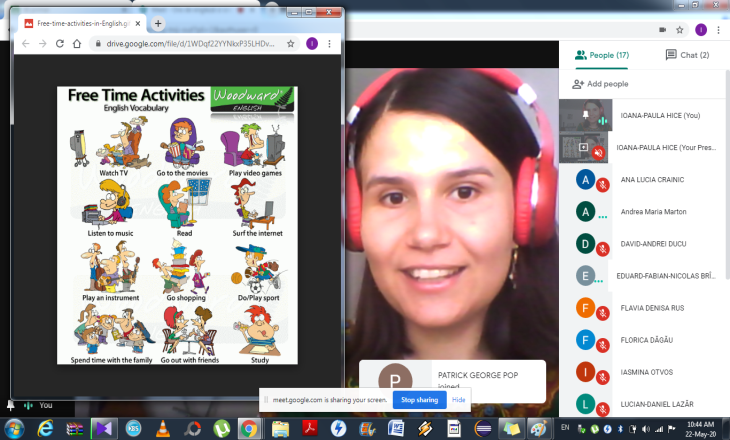 Free-time-activities-in-English.gi
drive.google.com/file/d/1WDqf22YYNkxP35LHDv...
Free Time Activities
English Vocabulary
Woodward®
ENGLISH
Watch TV
Go to the movies
Play video games
Listen to music
Read
Surf the internet
Play an instrument
Go shopping
Do/Play sport
Spend time with the family
Go out with friends
Study
You
People (17)
Chat (2)
Add people
IOANA-PAULA HICE (You)
IOANA-PAULA HICE (Your Pres...
A
ANA LUCIA CRAINIC
A
Andrea Maria Marton
D
DAVID-ANDREI DUCU
E
EDUARD-FABIAN-NICOLAS BRÎ...
F
FLAVIA DENISA RUS
F
FLORICA DĂGĂU
I
IASMINA OTVOS
L
LUCIAN-DANIEL LAZĂR
P
PATRICK GEORGE POP
joined
meet.google.com is sharing your screen.
Stop sharing
Hide
EN
10:44 AM
22-May-20